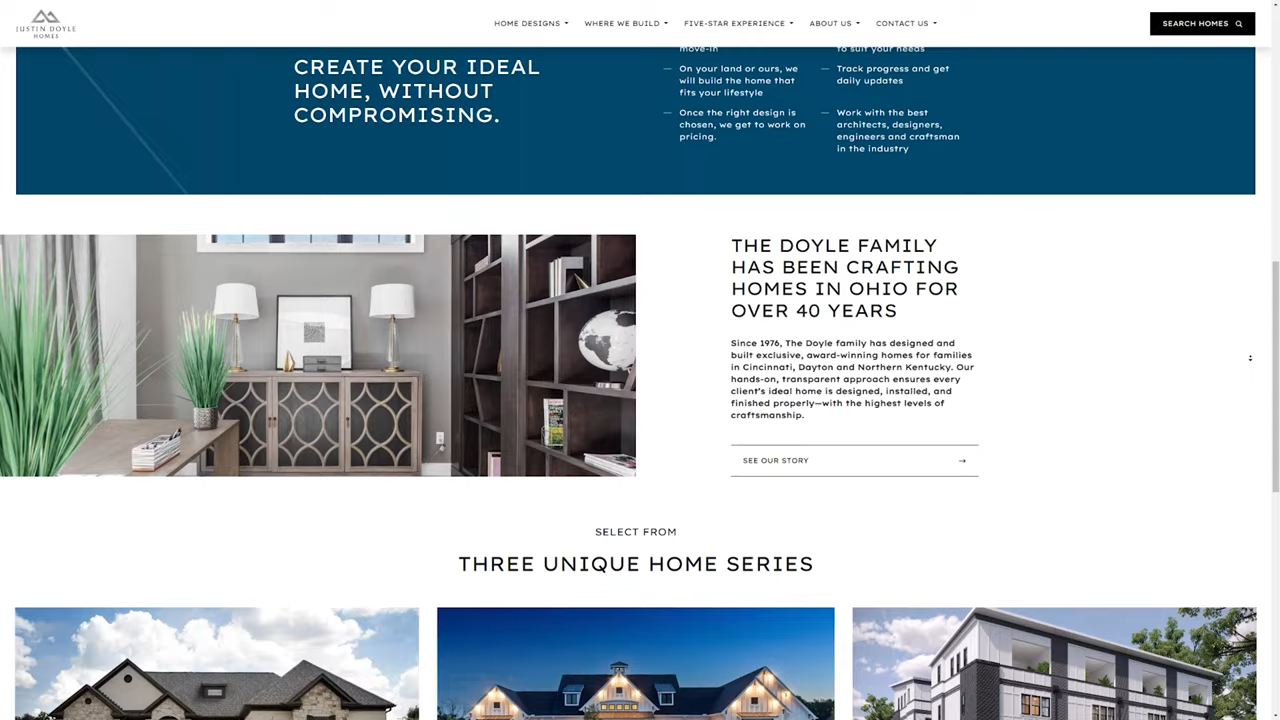 JUSTIN DOYLE
HOMES
HOME DESIGNS
WHERE WE BUILD
FIVE-STAR EXPERIENCE
ABOUT US
CONTACT US
SEARCH HOMES
CREATE YOUR IDEAL
HOME, WITHOUT
COMPROMISING.
move-in
On your land or ours, we
will build the home that
fits your lifestyle
Once the right design is
chosen, we get to work on
pricing.
to suit your needs
Track progress and get
daily updates
Work with the best
architects, designers,
engineers and craftsman
in the industry
THE DOYLE FAMILY
HAS BEEN CRAFTING
HOMES IN OHIO FOR
OVER 40 YEARS
Since 1976, The Doyle family has designed and
built exclusive, award-winning homes for families
in Cincinnati, Dayton and Northern Kentucky. Our
hands-on, transparent approach ensures every
client's ideal home is designed, installed, and
finished properly—with the highest levels of
craftsmanship.
SEE OUR STORY →
SELECT FROM
THREE UNIQUE HOME SERIES